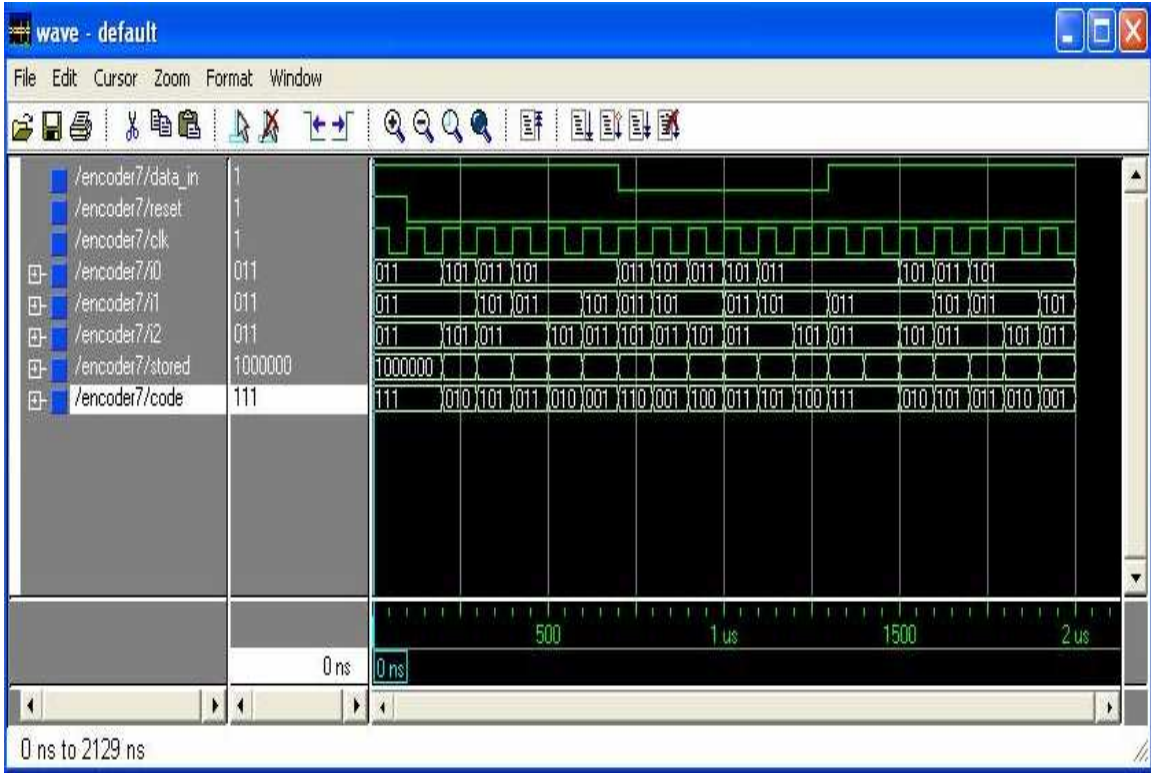 wave - default
File Edit Cursor Zoom Format Window
/encoder7/data_in 1
/encoder7/reset 1
/encoder7/clk 1
/encoder7/i0 011 011 101 011 101 011 101 011 101 011 101 011 101
/encoder7/i1 011 011 101 011 101 011 101 011 101 011 101 011 101
/encoder7/i2 011 011 101 011 101 011 101 011 101 011 101 011 101 011 101 011
/encoder7/stored 1000000 1000000
/encoder7/code 111 111 010 101 011 010 001 110 001 100 011 101 100 111 010 101 011 010 001
500 1 us 1500 2 us
0 ns 0 ns
0 ns to 2129 ns